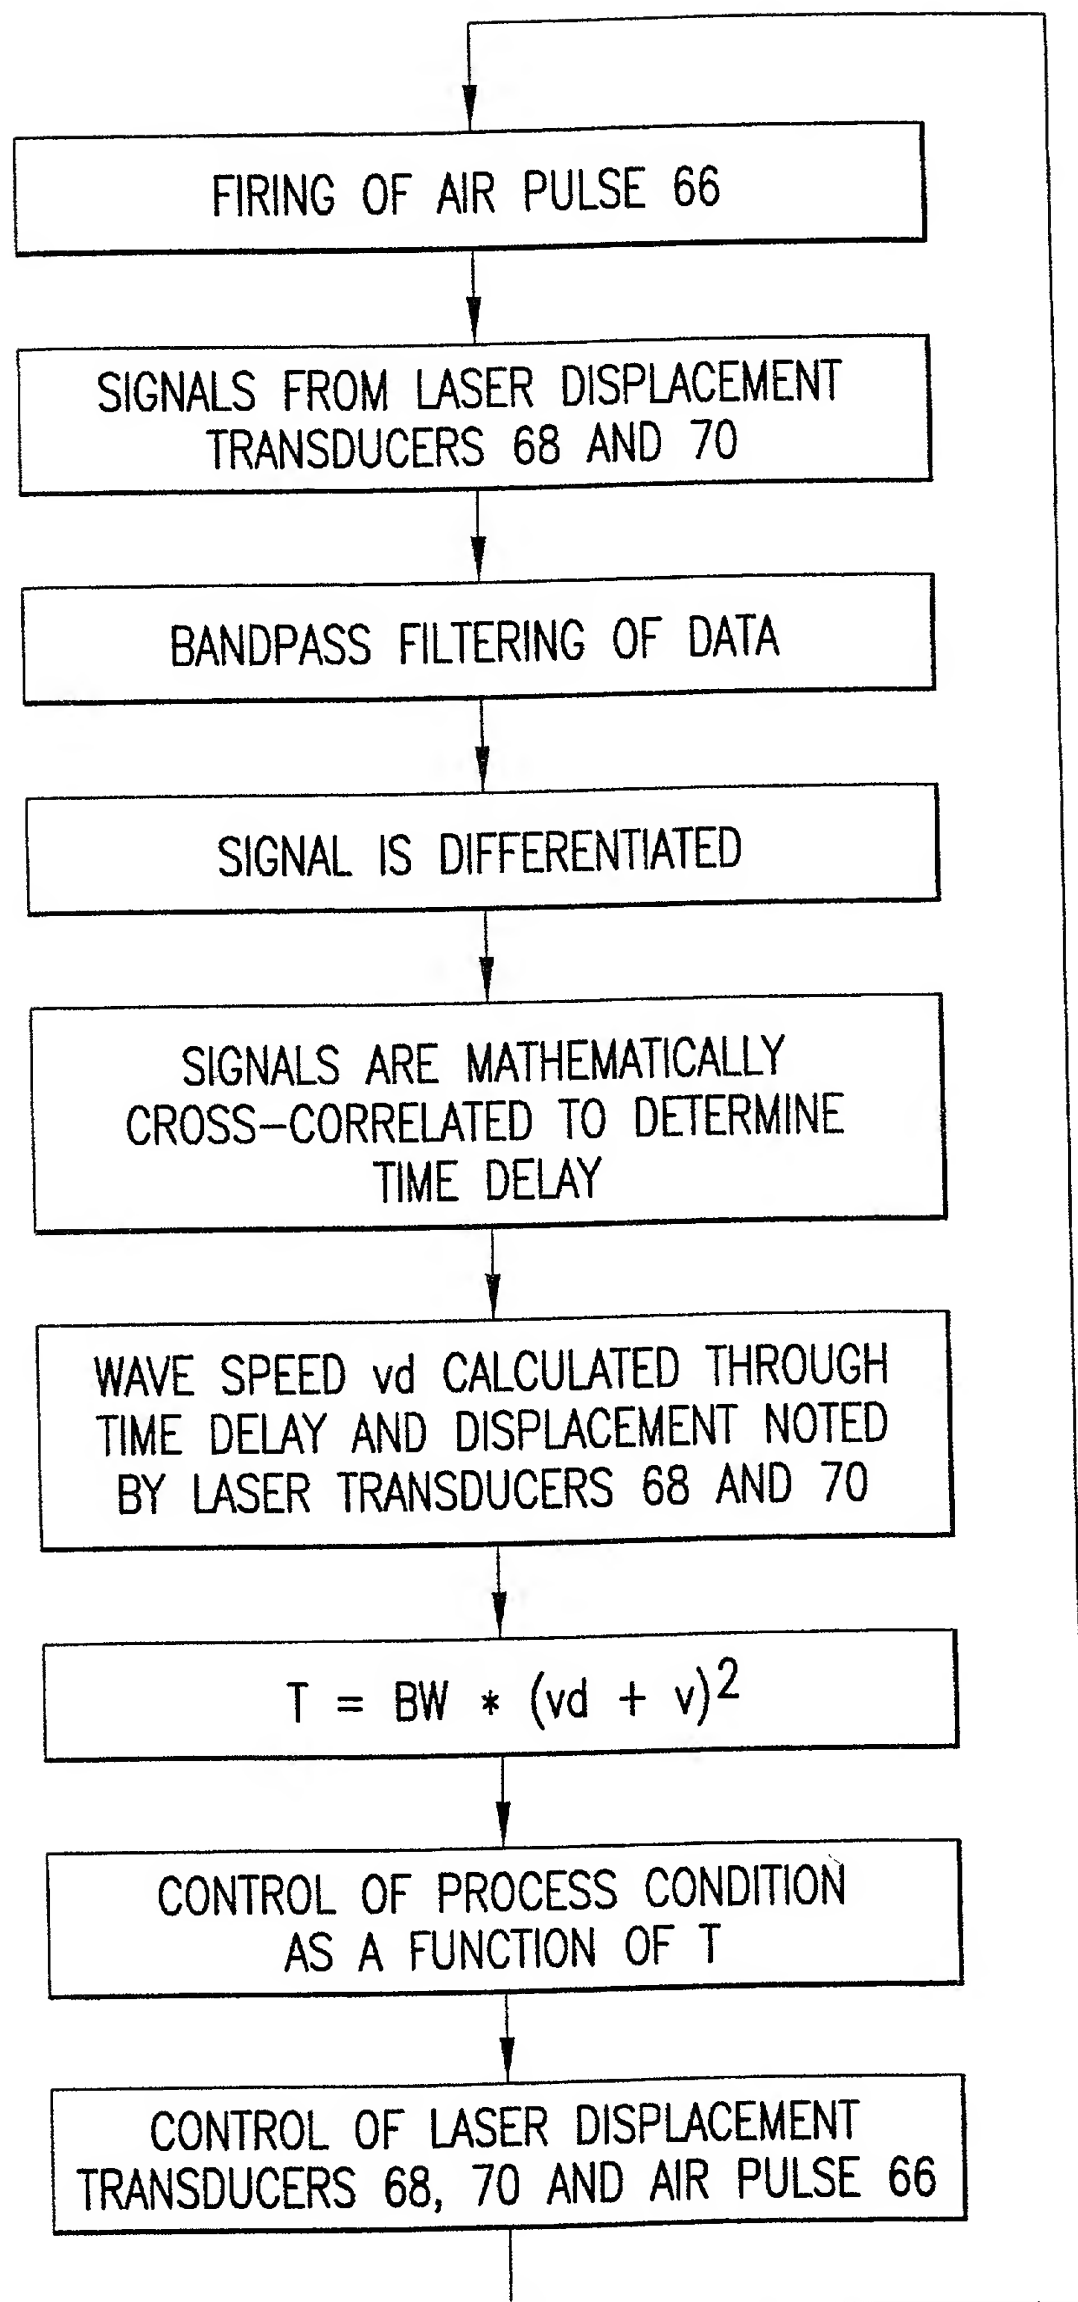 FIRING OF AIR PULSE 66
SIGNALS FROM LASER DISPLACEMENT
TRANSDUCERS 68 AND 70
BANDPASS FILTERING OF DATA
SIGNAL IS DIFFERENTIATED
SIGNALS ARE MATHEMATICALLY
CROSS-CORRELATED TO DETERMINE
TIME DELAY
WAVE SPEED vd CALCULATED THROUGH
TIME DELAY AND DISPLACEMENT NOTED
BY LASER TRANSDUCERS 68 AND 70
T = BW * (vd + v)2
CONTROL OF PROCESS CONDITION
AS A FUNCTION OF T
CONTROL OF LASER DISPLACEMENT
TRANSDUCERS 68, 70 AND AIR PULSE 66